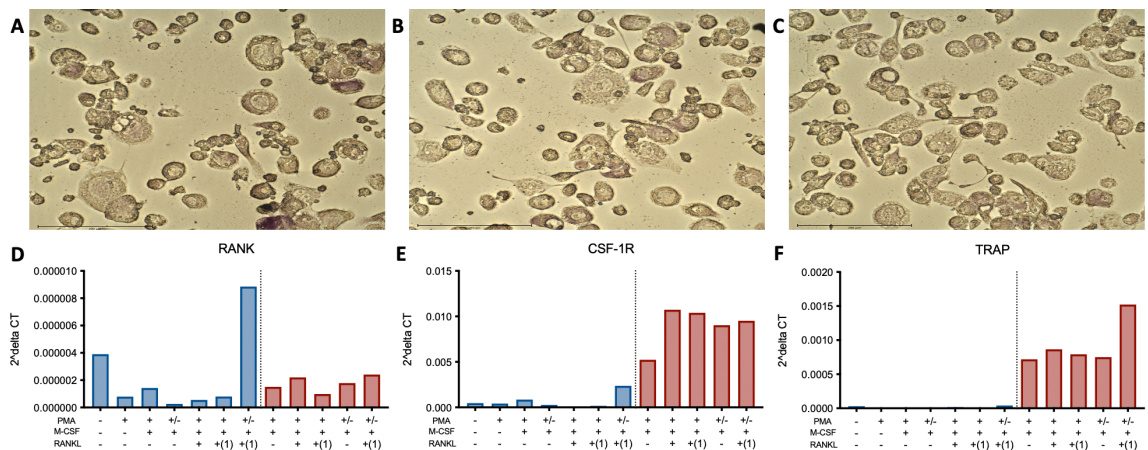 A
B
C
D
RANK
2^delta CT
0.000010
0.000008
0.000006
0.000004
0.000002
0.000000
PMA - + + +/- + + +/- + + + +/- +/-
M-CSF - - + + + + + + + + + +
RANKL - - - - + +(1) +(1) - + +(1) - +(1)
E
CSF-1R
2^delta CT
0.015
0.010
0.005
0.000
PMA - + + +/- + + +/- + + + +/- +/-
M-CSF - - + + + + + + + + + +
RANKL - - - - + +(1) +(1) - + +(1) - +(1)
F
TRAP
2^delta CT
0.0020
0.0015
0.0010
0.0005
0.0000
PMA - + + +/- + + +/- + + + +/- +/-
M-CSF - - + + + + + + + + + +
RANKL - - - - + +(1) +(1) - + +(1) - +(1)